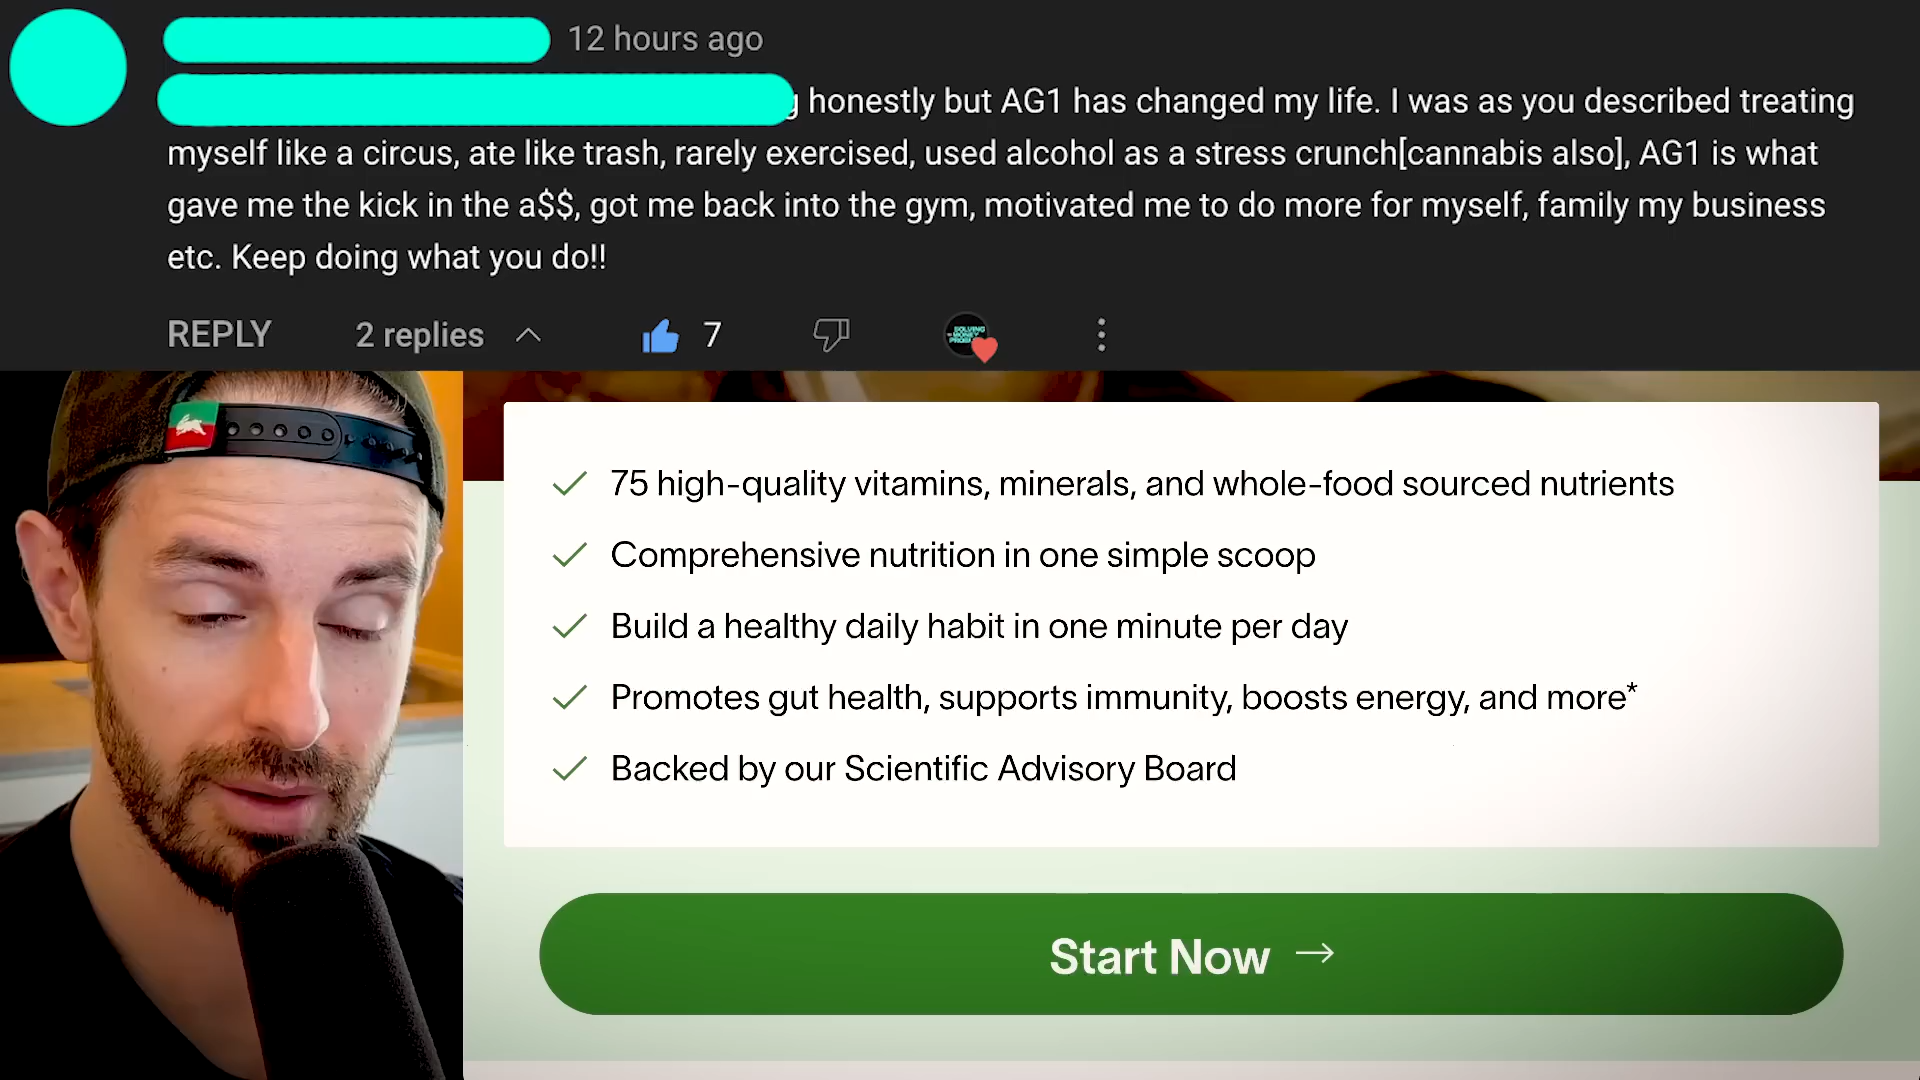 12 hours ago
honestly but AG1 has changed my life. I was as you described treating
myself like a circus, ate like trash, rarely exercised, used alcohol as a stress crunch[cannabis also], AG1 is what
gave me the kick in the a$$, got me back into the gym, motivated me to do more for myself, family my business
etc. Keep doing what you do!!
REPLY 2 replies 7
SOLVING
MONEY
75 high-quality vitamins, minerals, and whole-food sourced nutrients
Comprehensive nutrition in one simple scoop
Build a healthy daily habit in one minute per day
Promotes gut health, supports immunity, boosts energy, and more*
Backed by our Scientific Advisory Board
Start Now →